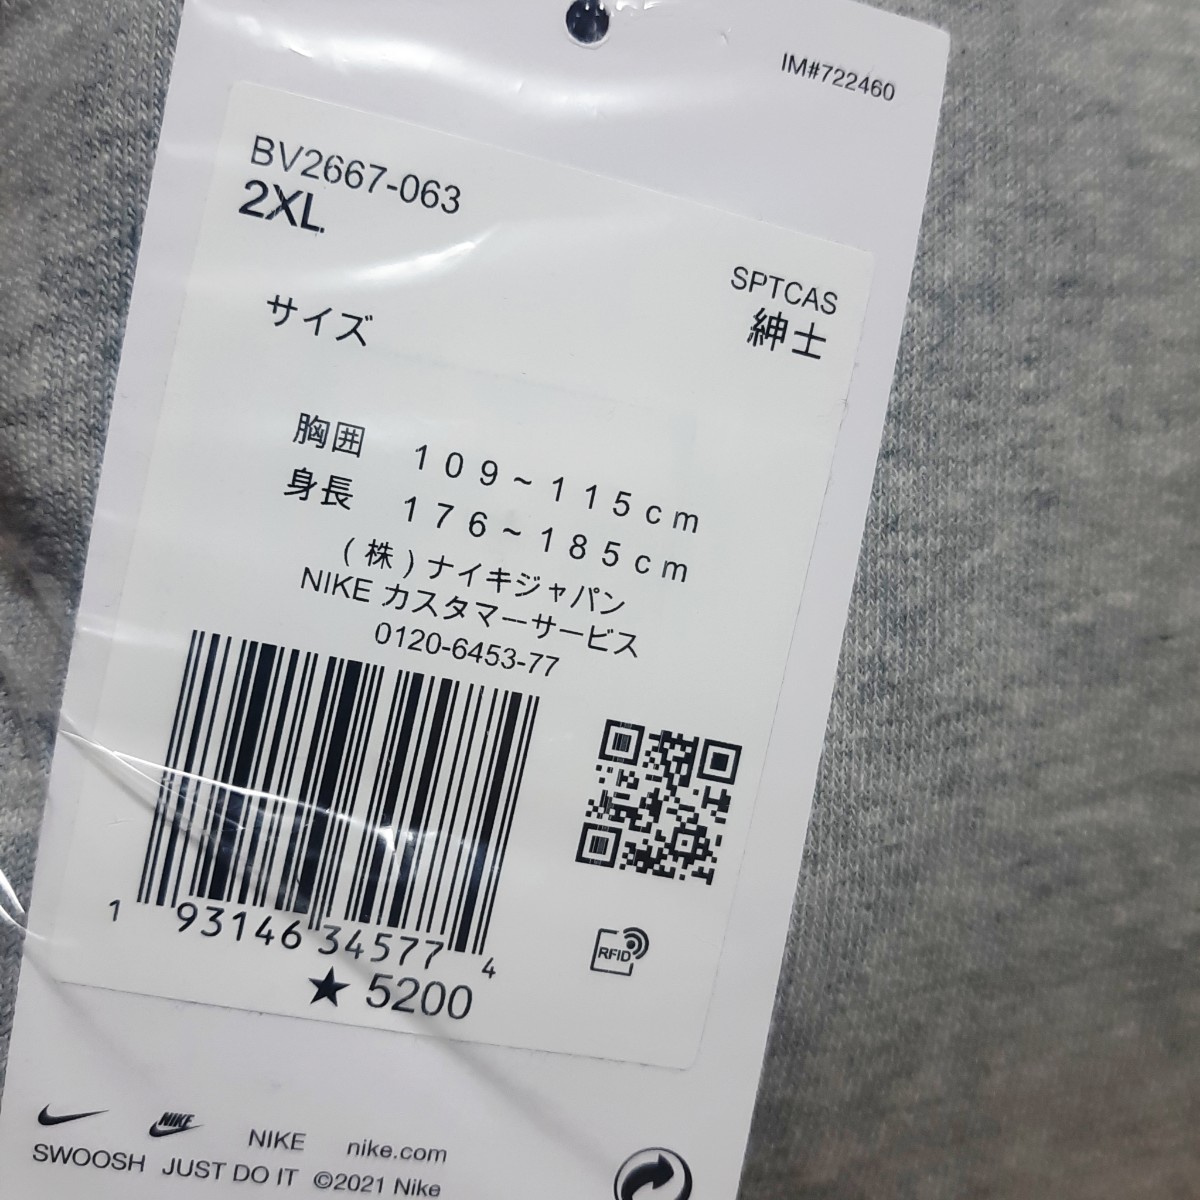 IM#722460
BV2667-063
2XL
SPTCAS
紳士
サイズ
胸囲 109~115cm
身長 176~185cm
(株)ナイキジャパン
NIKE カスタマーサービス
0120-6453-77
1 93146 34577 4
RFID
★ 5200
NIKE NIKE nike.com
SWOOSH JUST DO IT ©2021 Nike